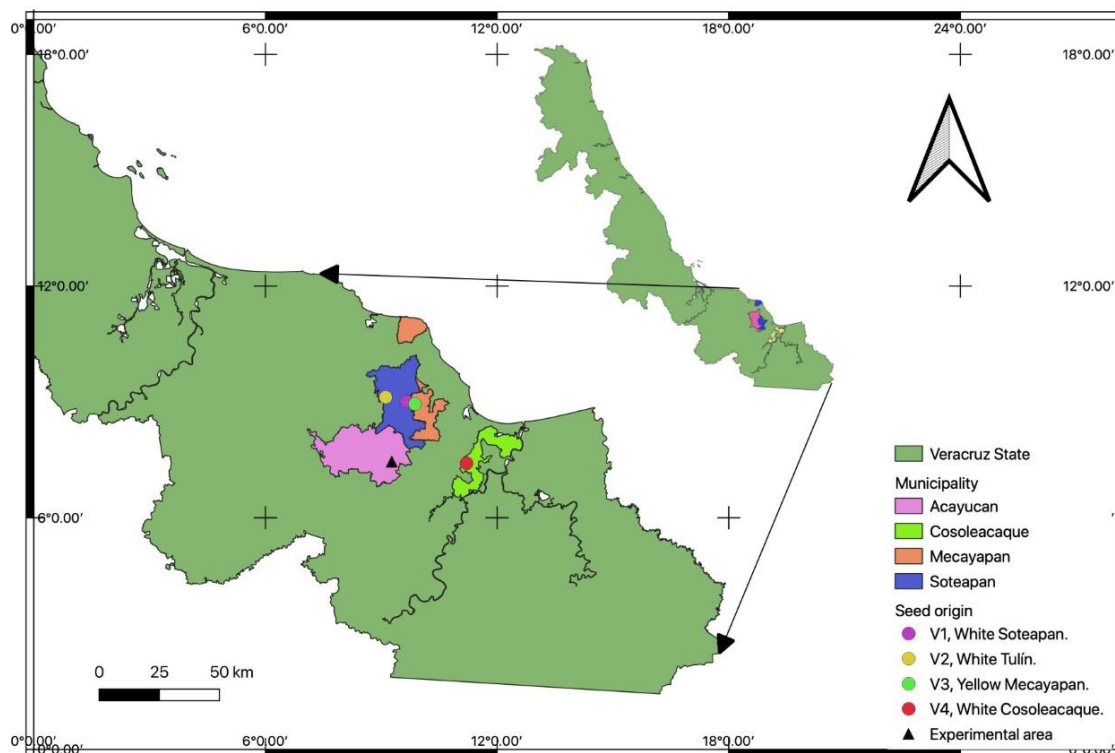 0°0.00′ 6°0.00′ 12°0.00′ 18°0.00′ 24°0.00′
18°0.00′ 18°0.00′
12°0.00′ 12°0.00′
Veracruz State
Municipality
Acayucan
6°0.00′
Cosoleacaque
Mecayapan
Soteapan
Seed origin
V1, White Soteapan.
V2, White Tulín.
0 25 50 km
V3, Yellow Mecayapan.
V4, White Cosoleacaque.
Experimental area
0°0.00′ 6°0.00′ 12°0.00′ 18°0.00′